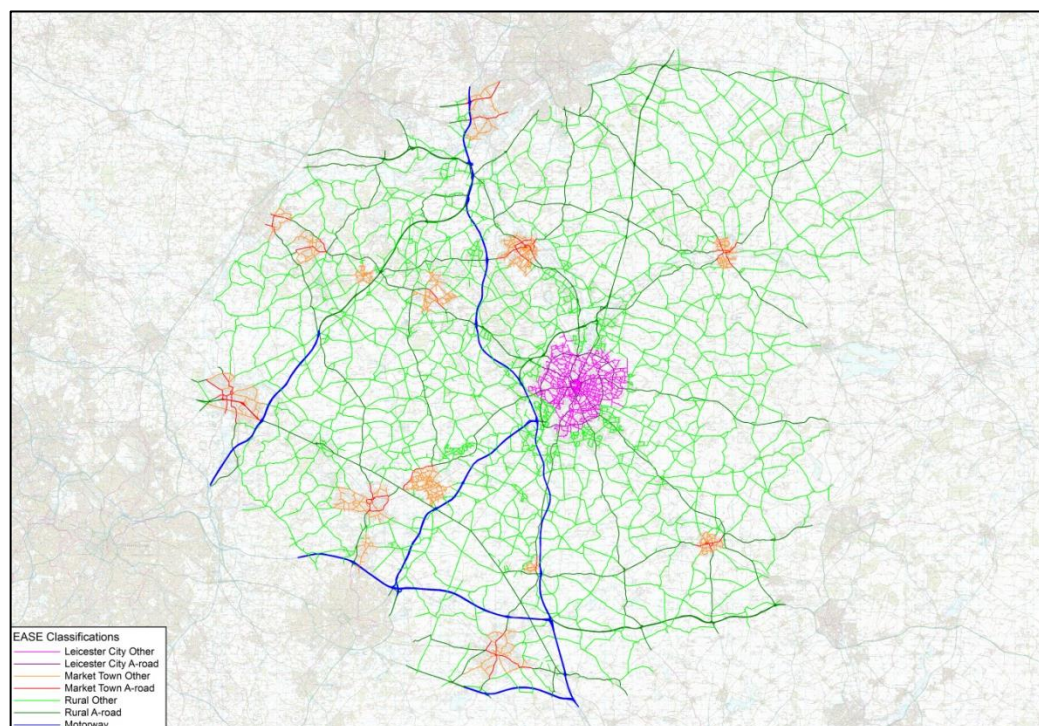 EASE Classifications
Leicester City Other
Leicester City A-road
Market Town Other
Market Town A-road
Rural Other
Rural A-road
Motorway